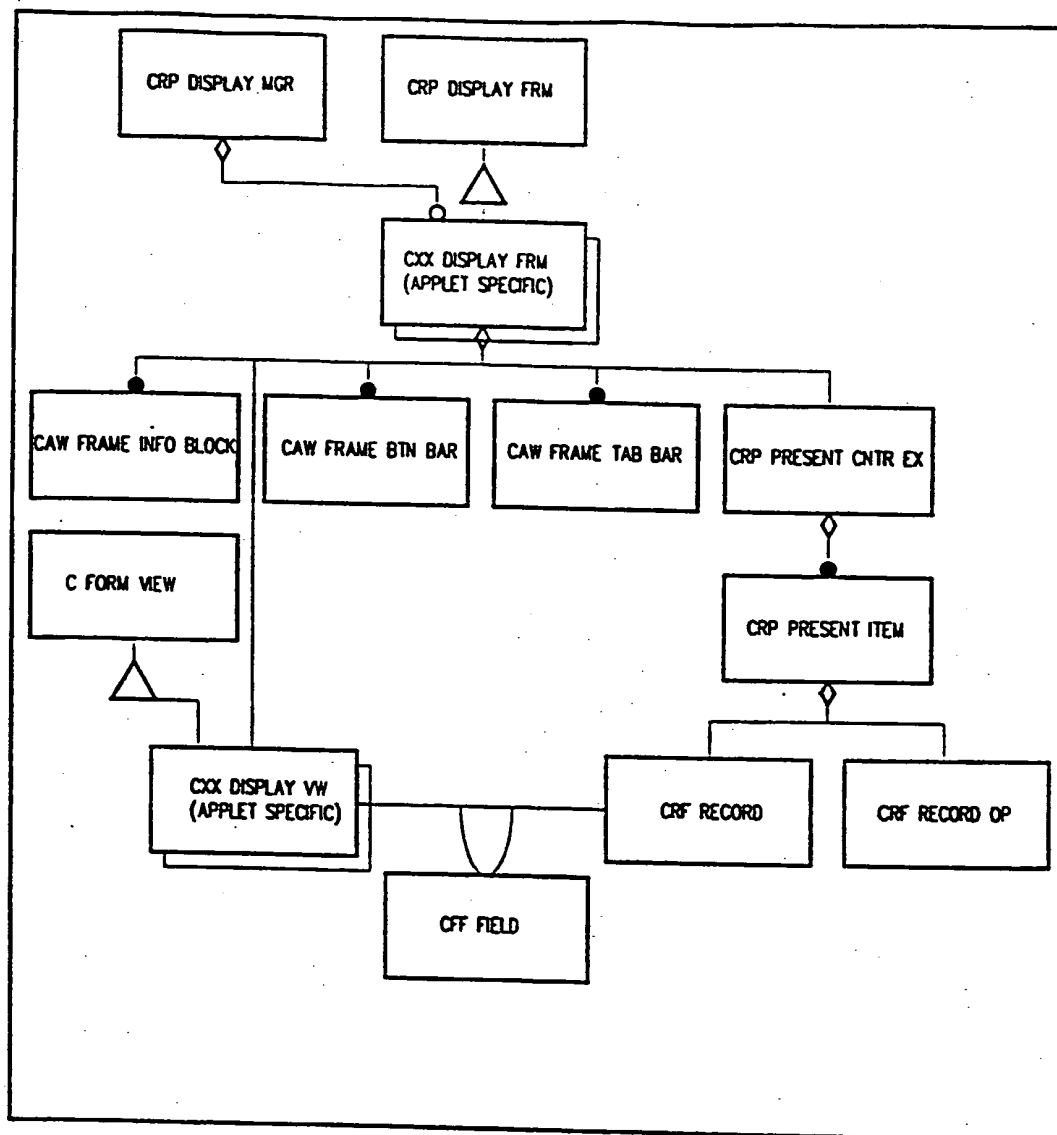 CRP DISPLAY MGR
CRP DISPLAY FRM
CXX DISPLAY FRM
(APPLET SPECIFIC)
CAW FRAME INFO BLOCK
CAW FRAME BTN BAR
CAW FRAME TAB BAR
CRP PRESENT CNTR EX
C FORM VIEW
CRP PRESENT ITEM
CXX DISPLAY VW
(APPLET SPECIFIC)
CRF RECORD
CRF RECORD OP
CFF FIELD